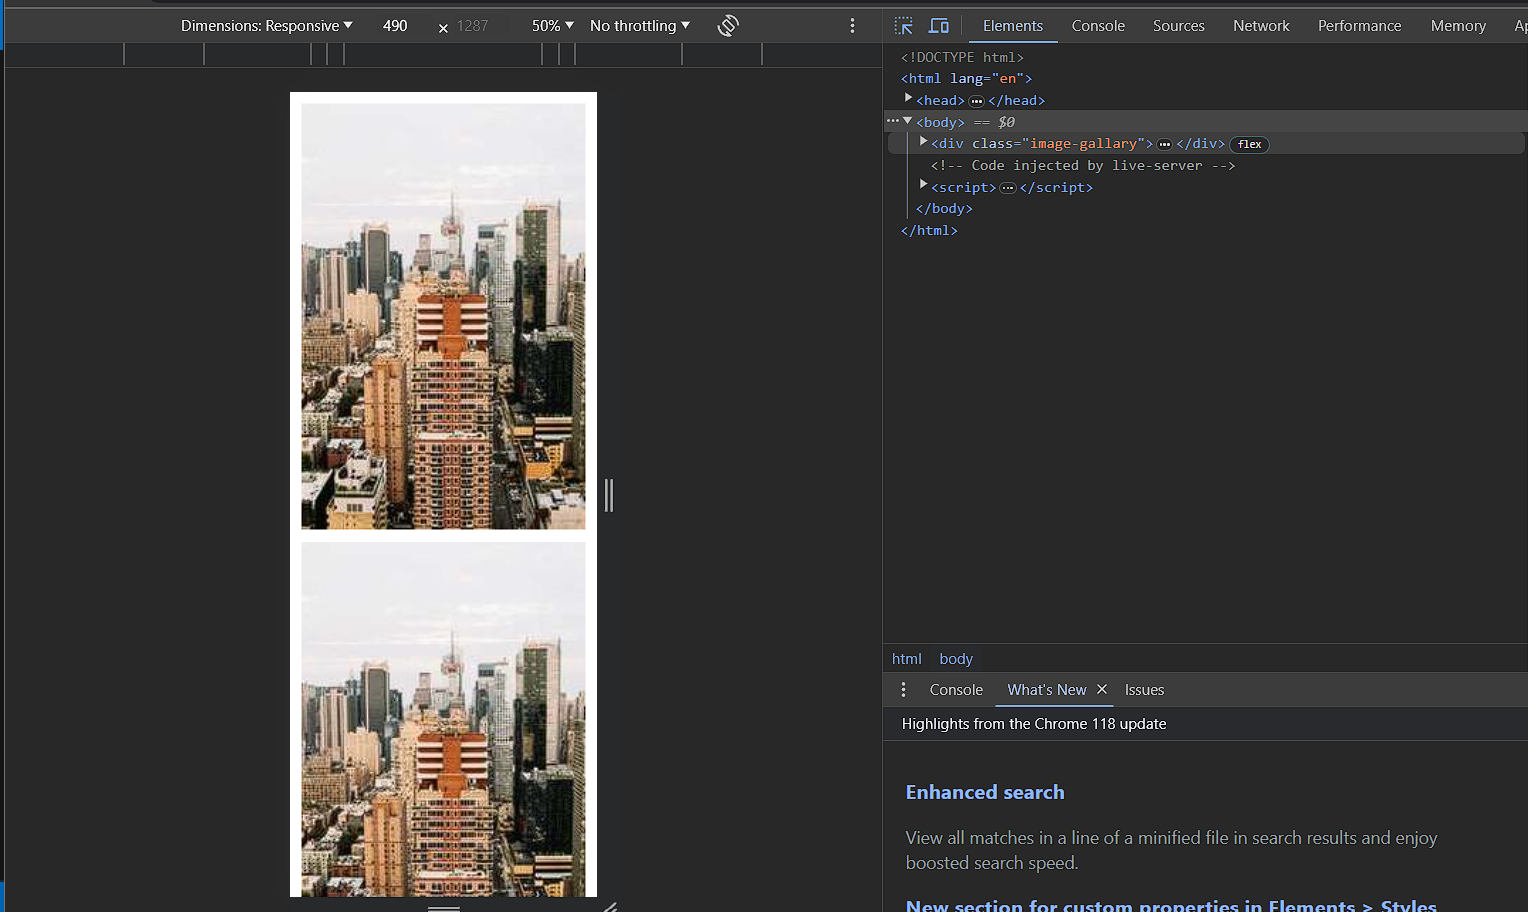 Dimensions: Responsive 490 × 1287 50% No throttling
Elements Console Sources Network Performance Memory Ap
<!DOCTYPE html>
<html lang="en">
<head> ••• </head>
••• <body> == $0
<div class="image-gallary"> ••• </div> flex
<!-- Code injected by live-server -->
<script> ••• </script>
</body>
</html>
html body
Console What's New × Issues
Highlights from the Chrome 118 update
Enhanced search
View all matches in a line of a minified file in search results and enjoy
boosted search speed.
New section for custom properties in Elements > Styles